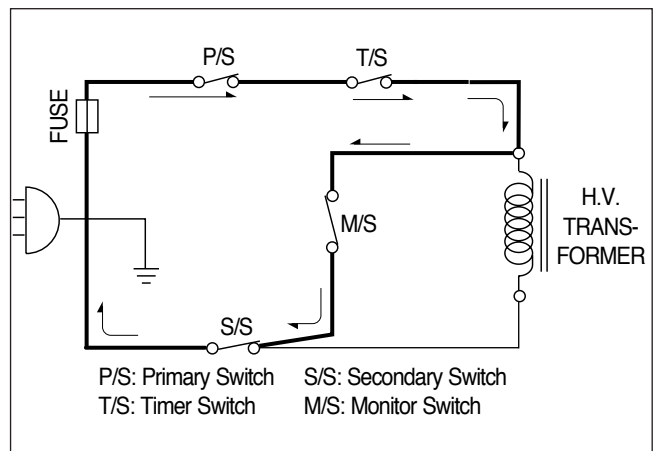 P/S
T/S
FUSE
M/S
H.V.
TRANS-
FORMER
S/S
P/S: Primary Switch S/S: Secondary Switch
T/S: Timer Switch M/S: Monitor Switch